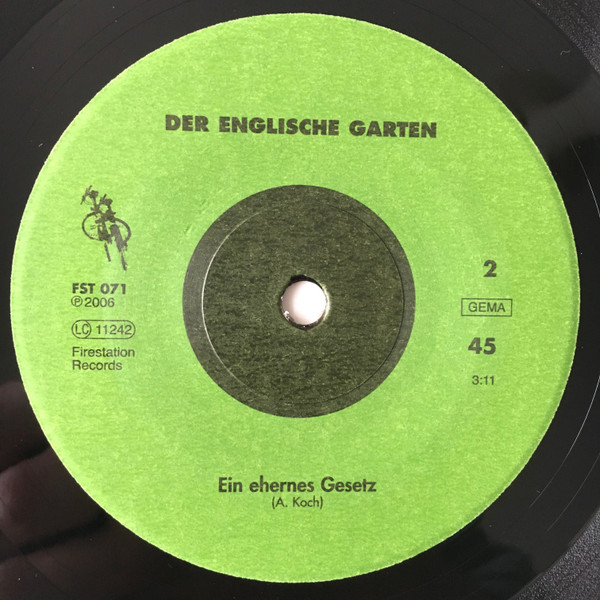 DER ENGLISCHE GARTEN
FST 071
℗ 2006
LC 11242
Firestation
Records
2
GEMA
45
3:11
Ein ehernes Gesetz
(A. Koch)